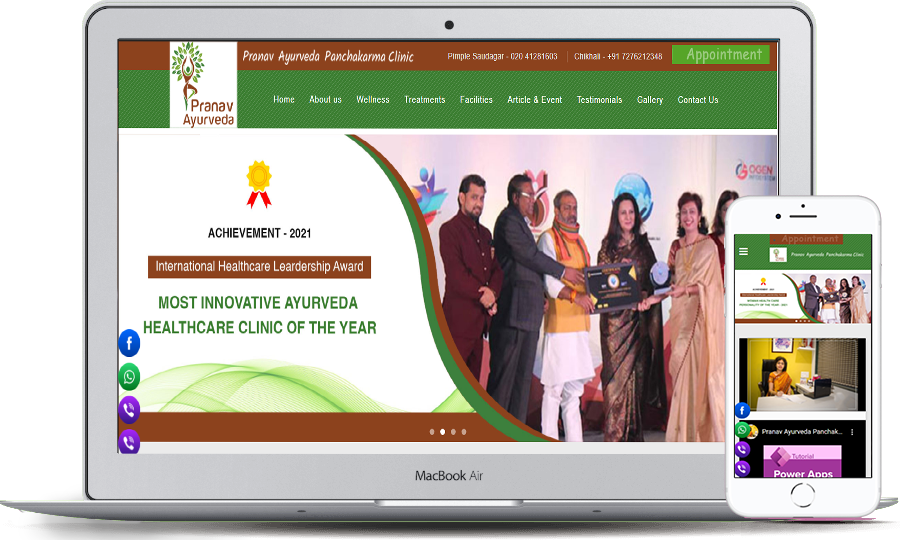 Pranav Ayurveda Panchakarma Clinic
Pimple Saudagar - 020 41281603
Chikhali - +91 7276212348
Appointment
Pranav
Ayurveda
Home About us Wellness Treatments Facilities Article & Event Testimonials Gallery Contact Us
OGEN
ACHIEVEMENT - 2021
International Healthcare Leardership Award
MOST INNOVATIVE AYURVEDA
HEALTHCARE CLINIC OF THE YEAR
MacBook Air
Appointment
Pranav Ayurveda Panchakarma Clinic
ACHIEVEMENT - 2021
Pranav Ayurveda Panchak...
Tutorial
Power Apps